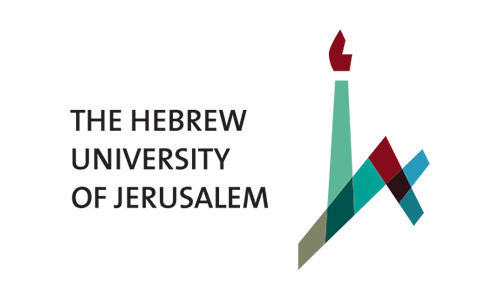 THE HEBREW
UNIVERSITY
OF JERUSALEM